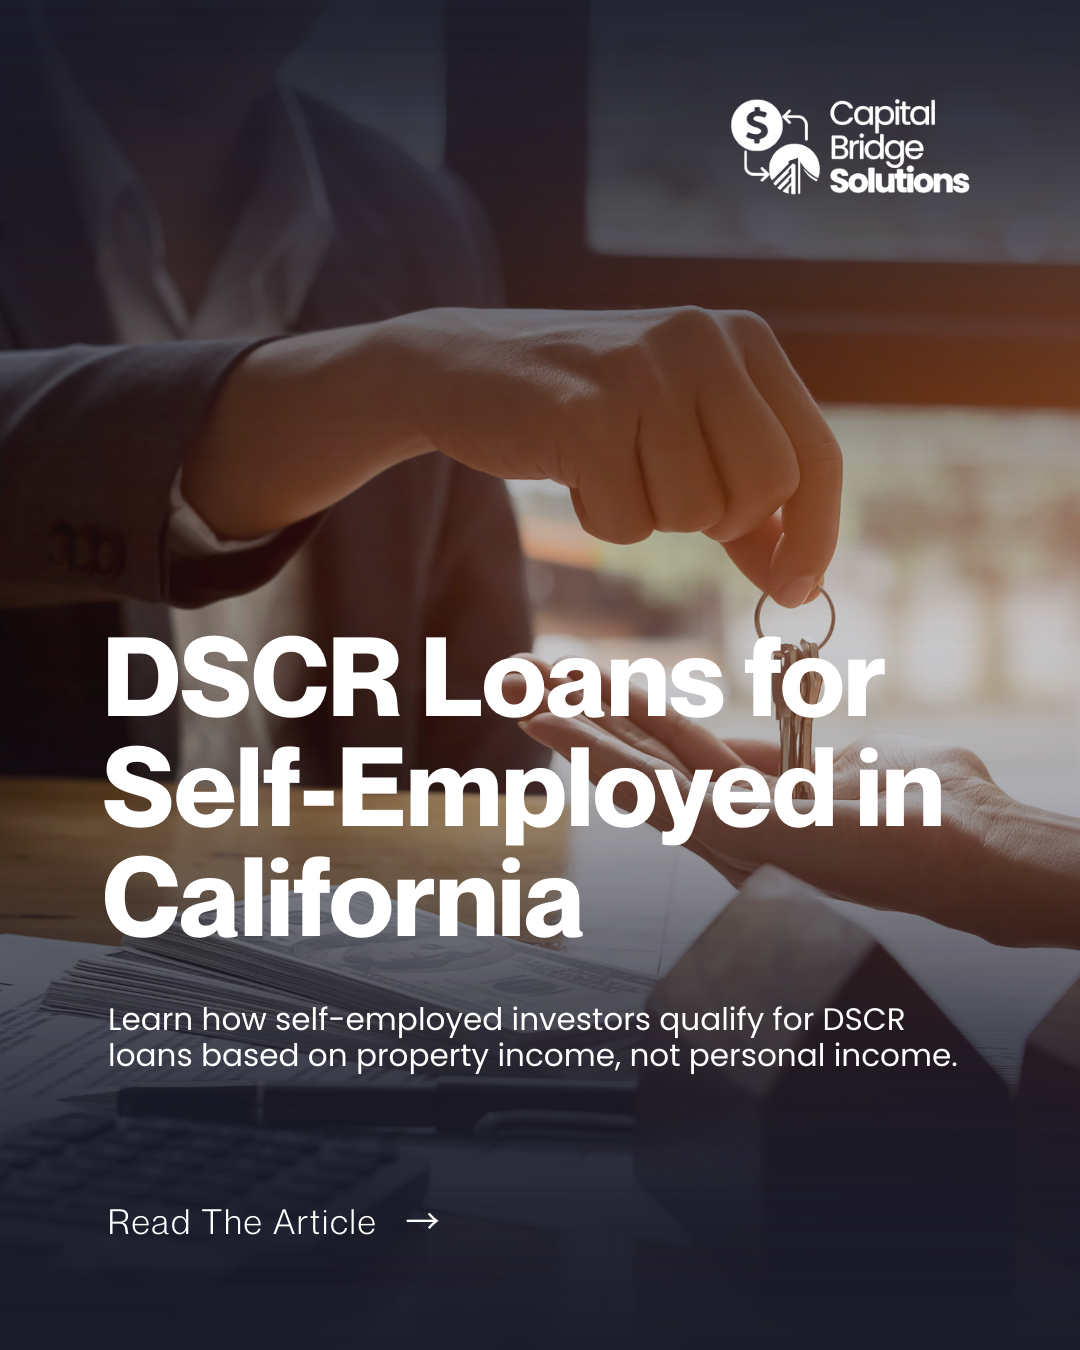 $
Capital
Bridge
Solutions
DSCR Loans for
Self-Employed in
California
Learn how self-employed investors qualify for DSCR
loans based on property income, not personal income.
Read The Article →